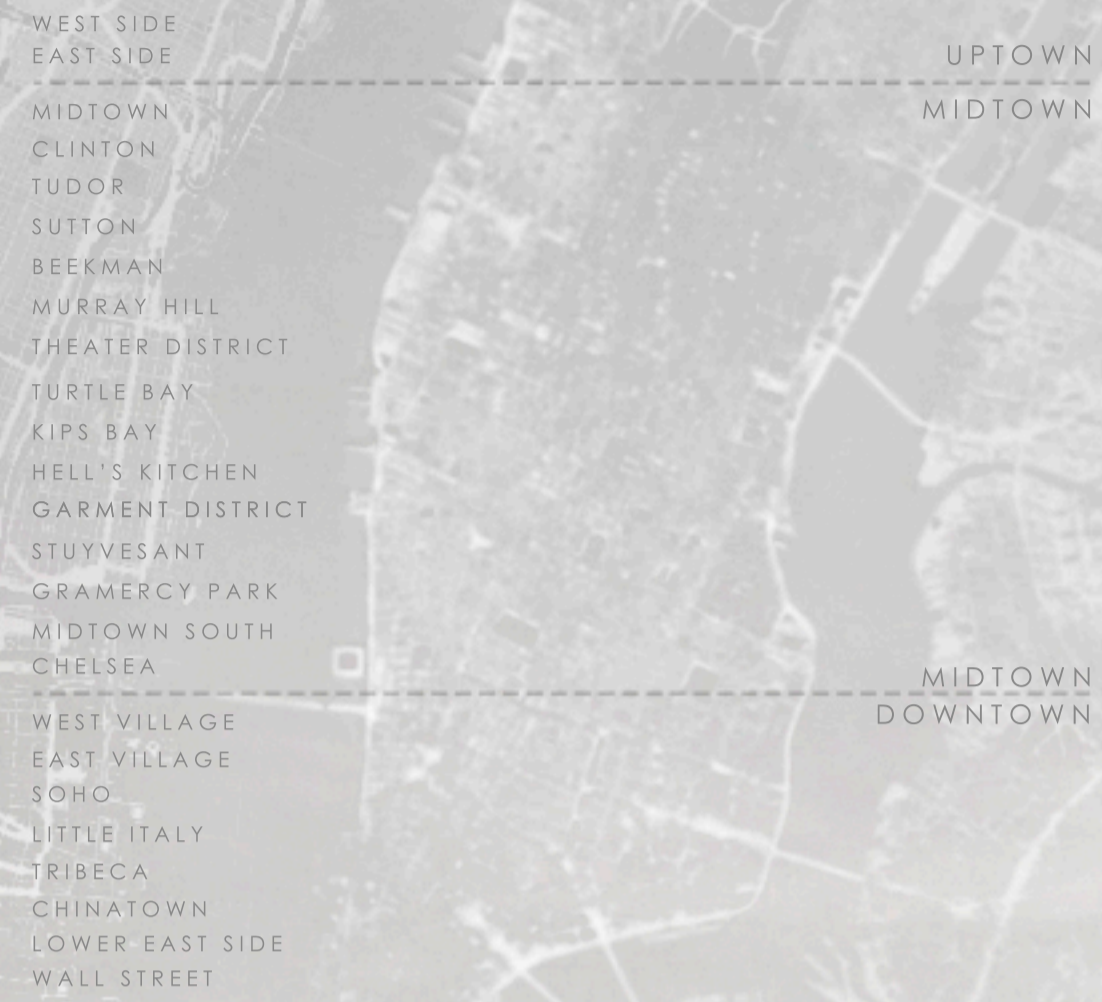 WEST SIDE
EAST SIDE
UPTOWN
MIDTOWN
MIDTOWN
CLINTON
TUDOR
SUTTON
BEEKMAN
MURRAY HILL
THEATER DISTRICT
TURTLE BAY
KIPS BAY
HELL'S KITCHEN
GARMENT DISTRICT
STUYVESANT
GRAMERCY PARK
MIDTOWN SOUTH
CHELSEA
MIDTOWN
DOWNTOWN
WEST VILLAGE
EAST VILLAGE
SOHO
LITTLE ITALY
TRIBECA
CHINATOWN
LOWER EAST SIDE
WALL STREET